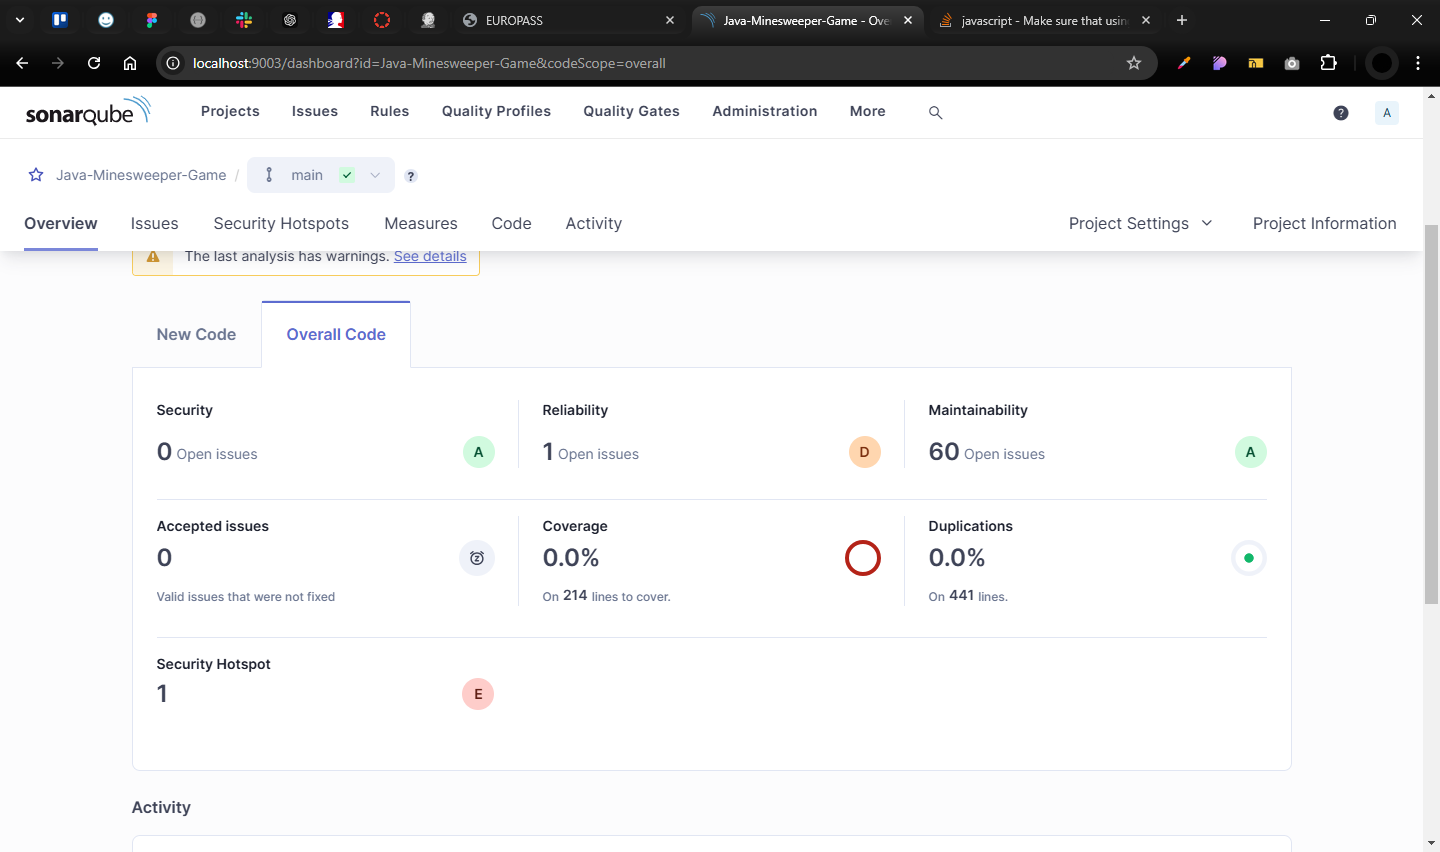 EUROPASS
Java-Minesweeper-Game - Ove
javascript - Make sure that using
localhost:9003/dashboard?id=Java-Minesweeper-Game&codeScope=overall
sonarqube
Projects
Issues
Rules
Quality Profiles
Quality Gates
Administration
More
?
A
Java-Minesweeper-Game /
main
?
Overview
Issues
Security Hotspots
Measures
Code
Activity
Project Settings
Project Information
The last analysis has warnings. See details
New Code
Overall Code
Security
0 Open issues
A
Reliability
1 Open issues
D
Maintainability
60 Open issues
A
Accepted issues
0
Valid issues that were not fixed
Coverage
0.0%
On 214 lines to cover.
Duplications
0.0%
On 441 lines.
Security Hotspot
1
E
Activity